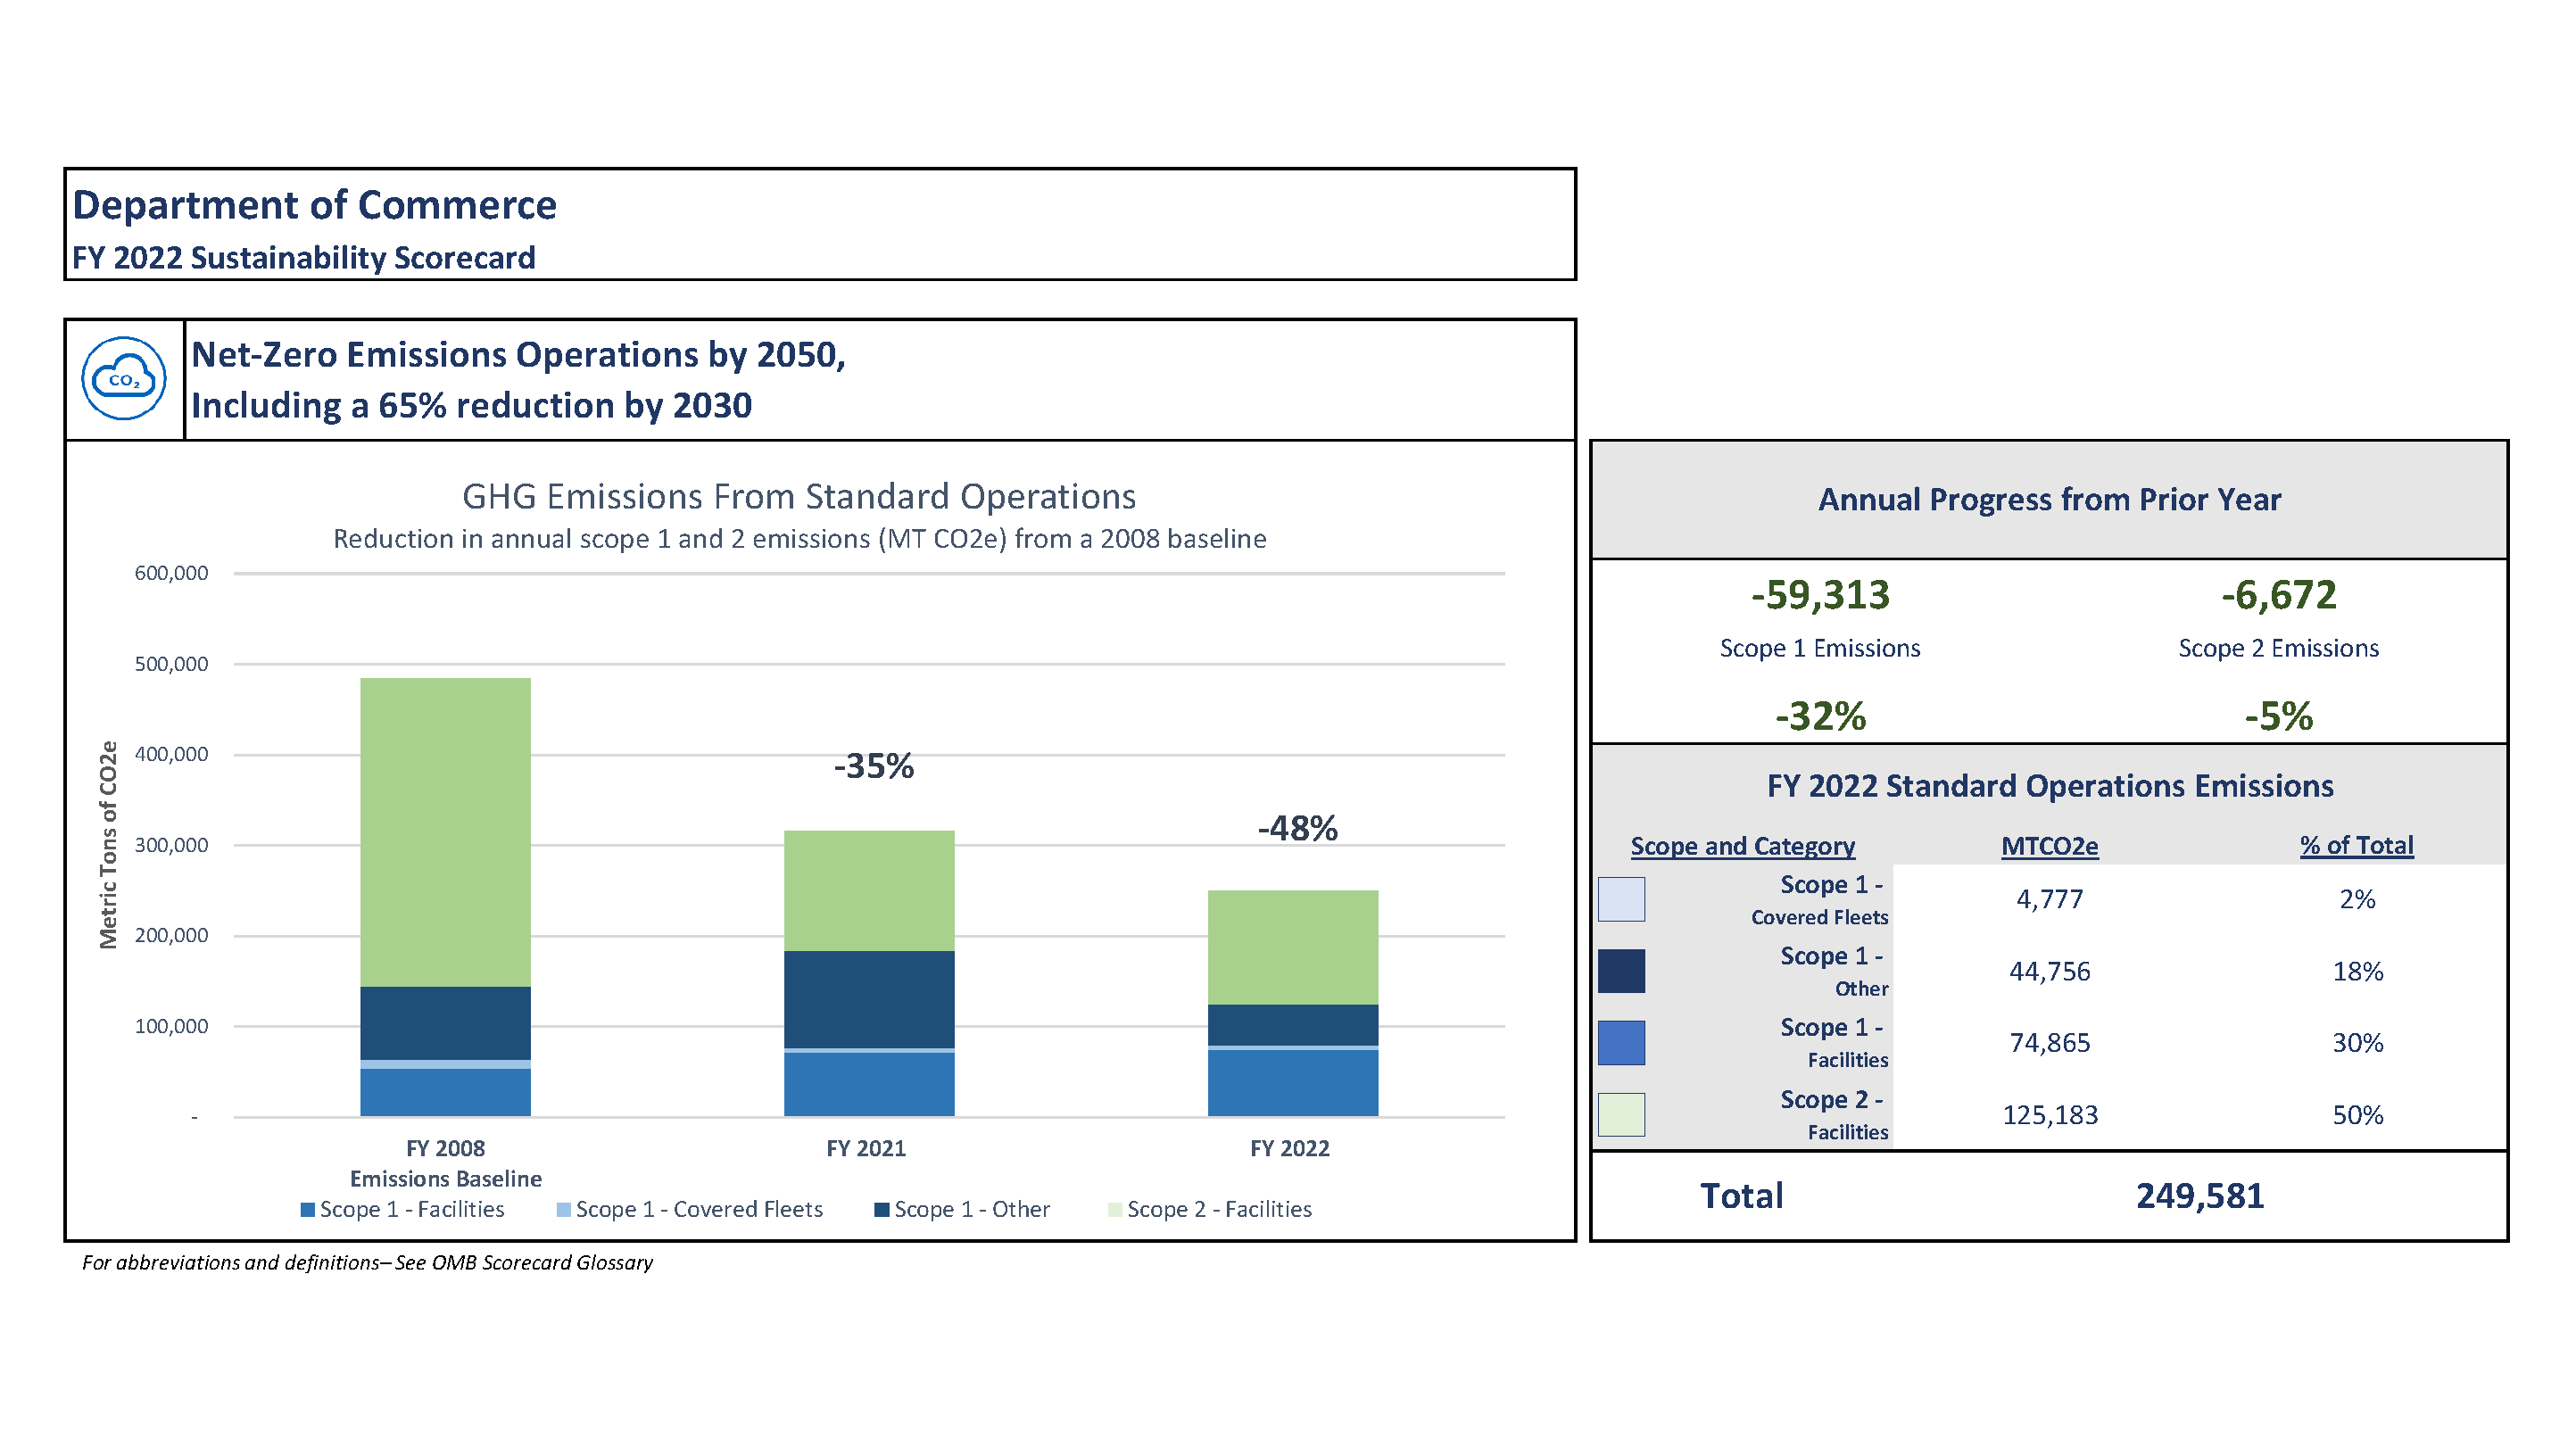 Department of Commerce
FY 2022 Sustainability Scorecard
CO₂
Net-Zero Emissions Operations by 2050,
Including a 65% reduction by 2030
GHG Emissions From Standard Operations
Reduction in annual scope 1 and 2 emissions (MT CO2e) from a 2008 baseline
Metric Tons of CO2e
600,000
500,000
400,000
300,000
200,000
100,000
-
-35%
-48%
FY 2008
Emissions Baseline
FY 2021
FY 2022
Scope 1 - Facilities
Scope 1 - Covered Fleets
Scope 1 - Other
Scope 2 - Facilities
Annual Progress from Prior Year
-59,313 -6,672
Scope 1 Emissions Scope 2 Emissions
-32% -5%
FY 2022 Standard Operations Emissions
Scope and Category MTCO2e % of Total
Scope 1 -
Covered Fleets 4,777 2%
Scope 1 -
Other 44,756 18%
Scope 1 -
Facilities 74,865 30%
Scope 2 -
Facilities 125,183 50%
Total 249,581
For abbreviations and definitions– See OMB Scorecard Glossary